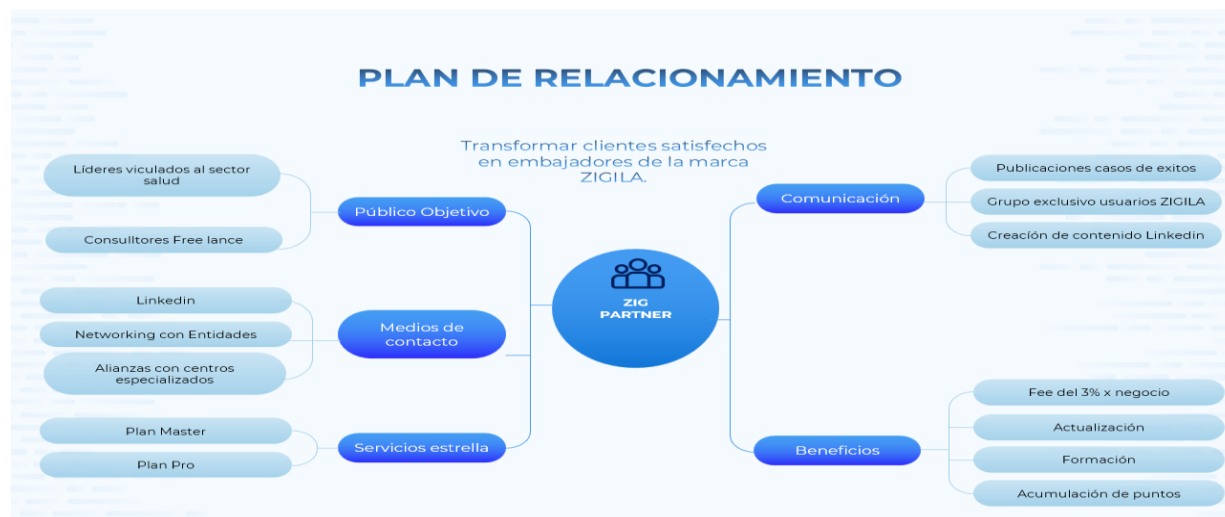 PLAN DE RELACIONAMIENTO
Transformar clientes satisfechos
en embajadores de la marca
ZIGILA.
Líderes viculados al sector
salud
Consulltores Free lance
Público Objetivo
Linkedin
Networking con Entidades
Alianzas con centros
especializados
Medios de
contacto
Plan Master
Plan Pro
Servicios estrella
ZIG
PARTNER
Comunicación
Publicaciones casos de exitos
Grupo exclusivo usuarios ZIGILA
Creacíón de contenido Linkedin
Beneficios
Fee del 3% x negocio
Actualización
Formación
Acumulación de puntos